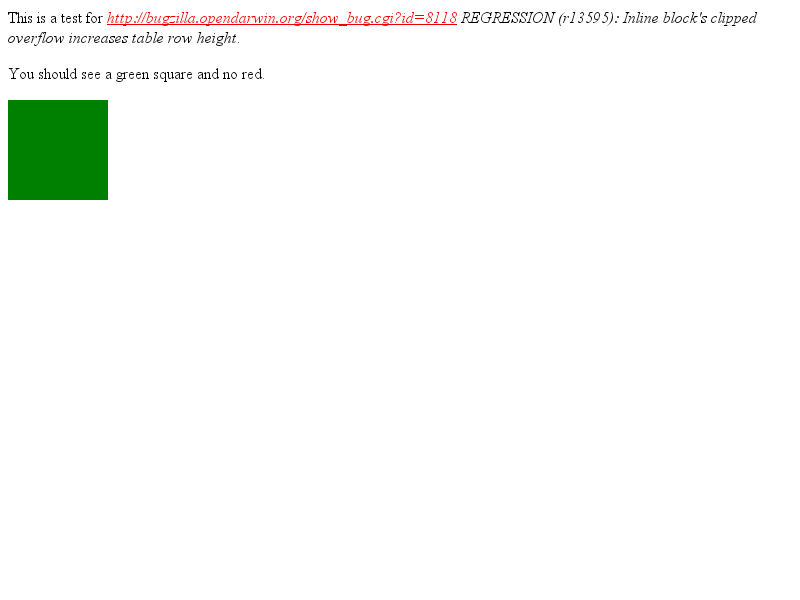 This is a test for http://bugzilla.opendarwin.org/show_bug.cgi?id=8118 REGRESSION (r13595): Inline block's clipped
overflow increases table row height.
You should see a green square and no red.